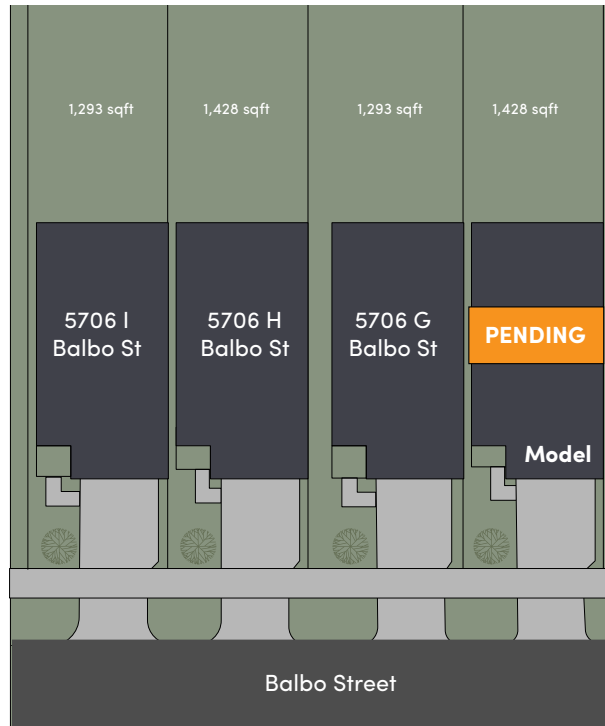 1,293 sqft
1,428 sqft
1,293 sqft
1,428 sqft
5706 I
Balbo St
5706 H
Balbo St
5706 G
Balbo St
PENDING
Model
Balbo Street